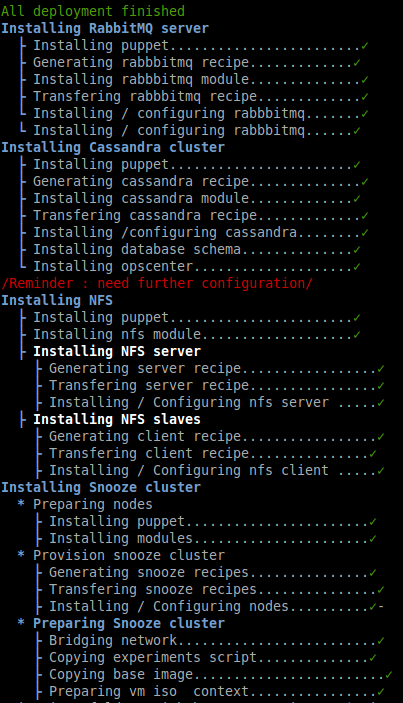 All deployment finished
Installing RabbitMQ server
├ Installing puppet........................✓
├ Generating rabbbitmq recipe.............✓
├ Installing rabbbitmq module.............✓
├ Transfering rabbbitmq recipe............✓
└ Installing / configuring rabbbitmq.......✓
└ Installing / configuring rabbbitmq......✓
Installing Cassandra cluster
├ Installing puppet.......................✓
├ Generating cassandra recipe..............✓
├ Installing cassandra module..............✓
├ Transfering cassandra recipe.............✓
├ Installing /configuring cassandra........✓
├ Installing database schema..............✓
└ Installing opscenter....................✓
/Reminder : need further configuration/
Installing NFS
├ Installing puppet.......................✓
├ Installing nfs module...................✓
├ Installing NFS server
├ Generating server recipe.................✓
├ Transfering server recipe................✓
├ Installing / Configuring nfs server .....✓
├ Installing NFS slaves
├ Generating client recipe.................✓
├ Transfering client recipe...............✓
├ Installing / Configuring nfs client .....✓
Installing Snooze cluster
* Preparing nodes
├ Installing puppet.......................✓
├ Installing modules......................✓
* Provision snooze cluster
├ Generating snooze recipes...............✓
├ Transfering snooze recipes...............✓
├ Installing / Configuring nodes..........✓-
* Preparing Snooze cluster
├ Bridging network.........................✓
├ Copying experiments script..............✓
├ Copying base image........................✓
├ Preparing vm iso  context................✓